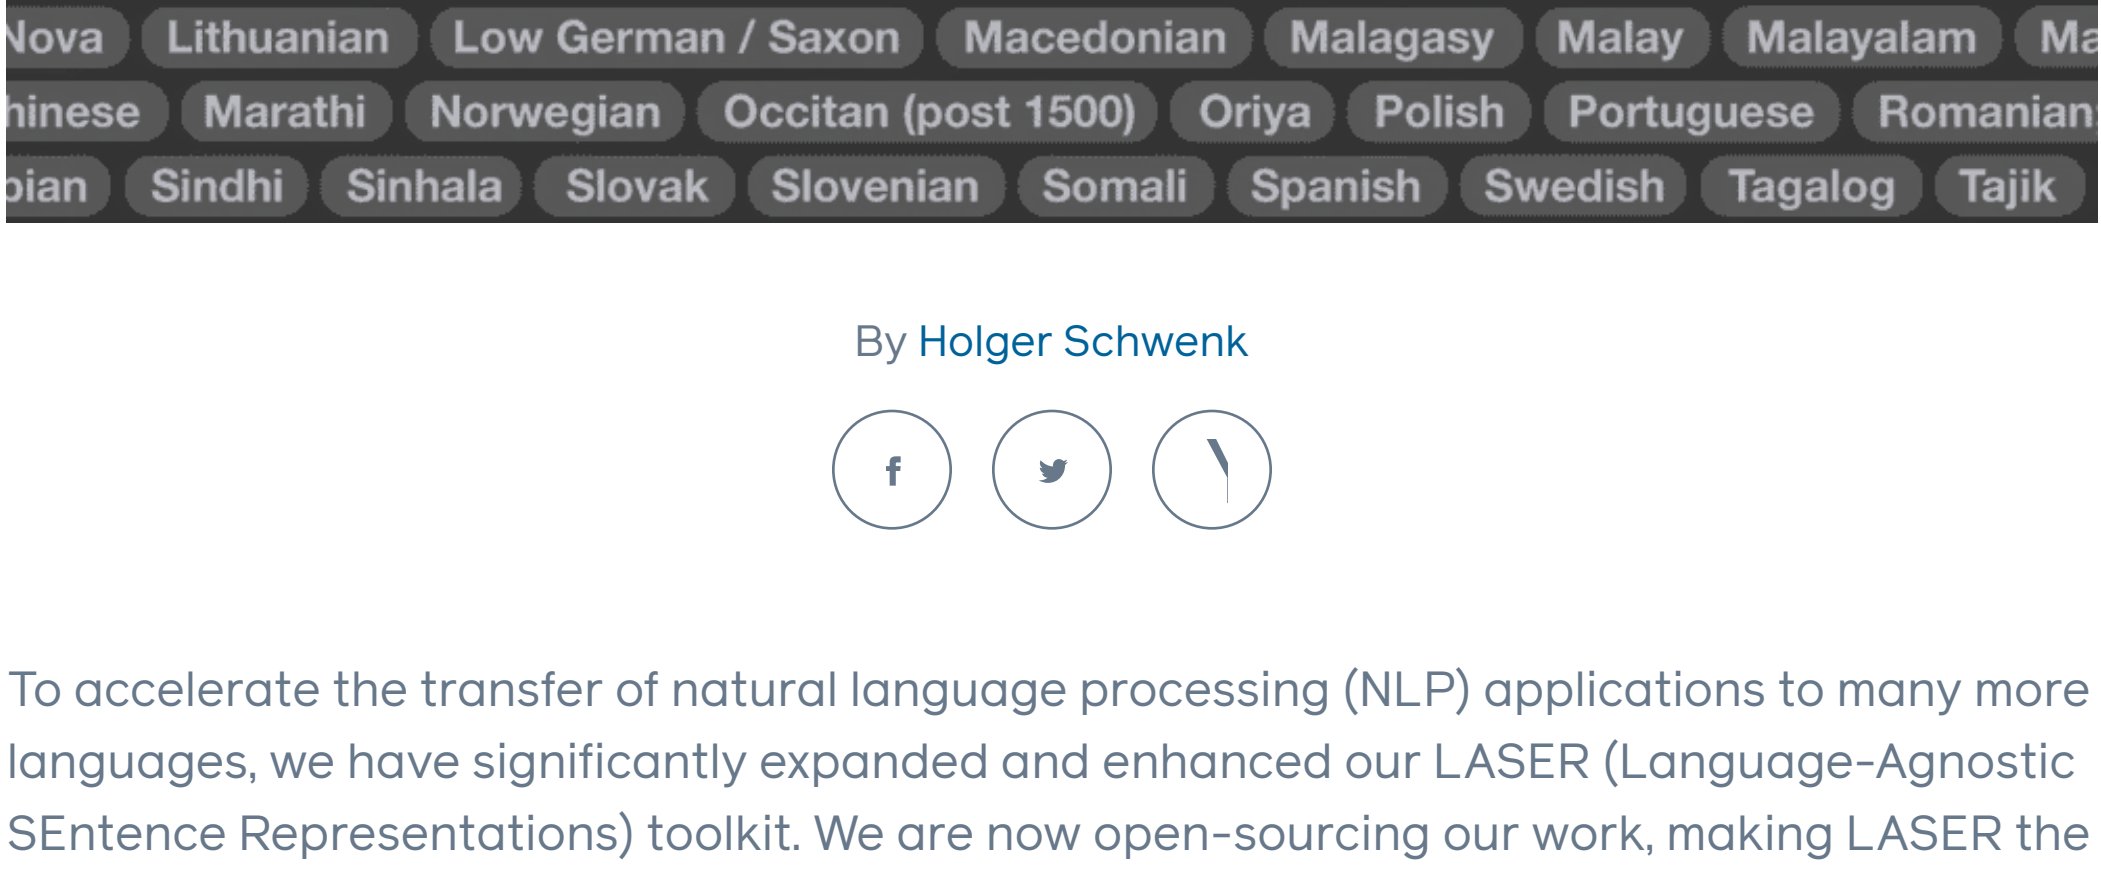 Nova Lithuanian Low German / Saxon Macedonian Malagasy Malay Malayalam
Marathi Norwegian Occitan (post 1500) Oriya Polish Portuguese Romanian;
Sindhi Sinhala Slovak Slovenian Somali Spanish Swedish Tagalog Tajik
By Holger Schwenk
To accelerate the transfer of natural language processing (NLP) applications to many more
languages, we have significantly expanded and enhanced our LASER (Language-Agnostic
SEntence Representations) toolkit. We are now open-sourcing our work, making LASER the